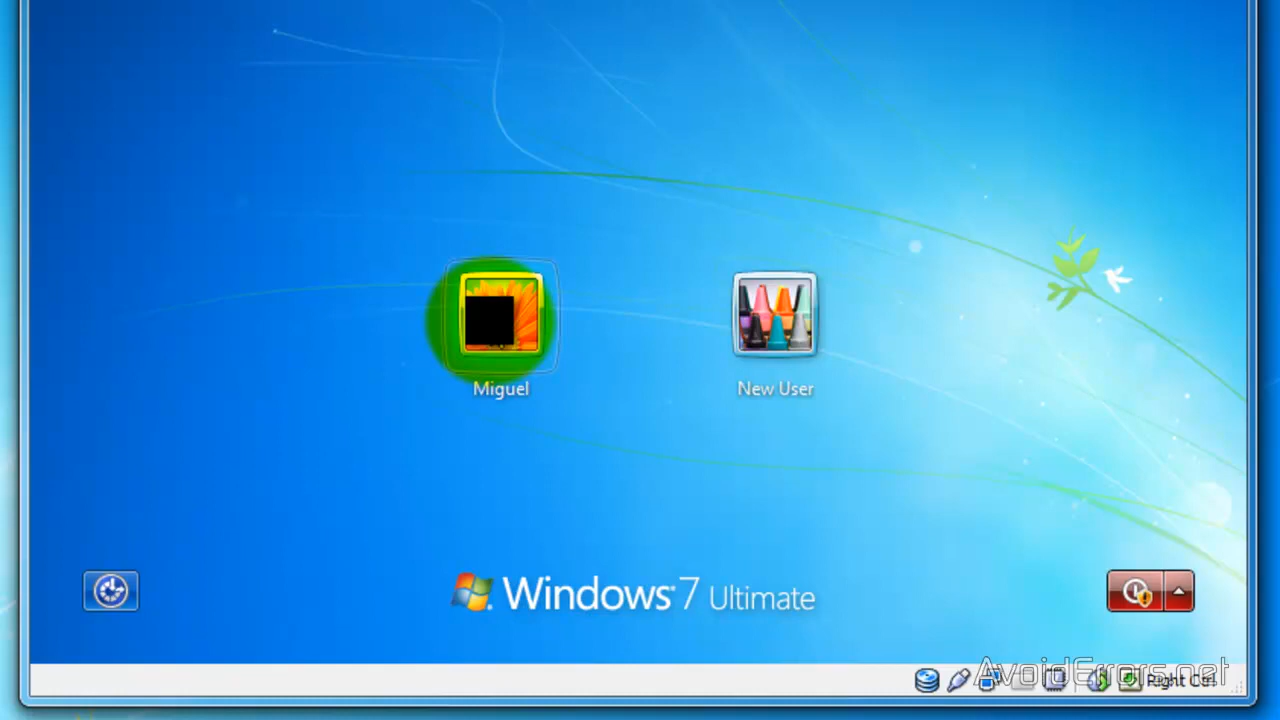 Miguel
New User
Windows 7 Ultimate
AvoidErrors.net
Right Ctrl